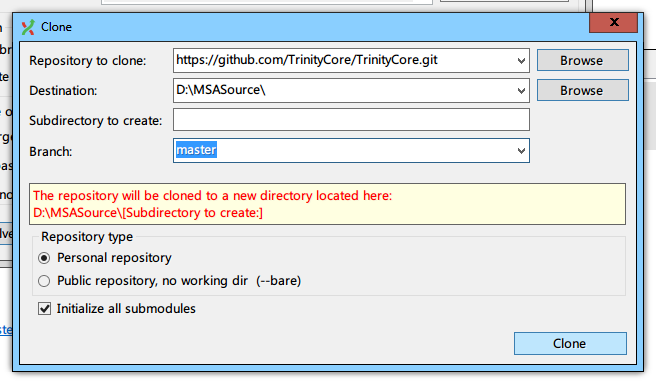 Clone
x
Repository to clone: https://github.com/TrinityCore/TrinityCore.git Browse
Destination: D:\MSASource\ Browse
Subdirectory to create:
Branch: master
The repository will be cloned to a new directory located here:
D:\MSASource\[Subdirectory to create:]
Repository type
Personal repository
Public repository, no working dir (--bare)
Initialize all submodules
Clone